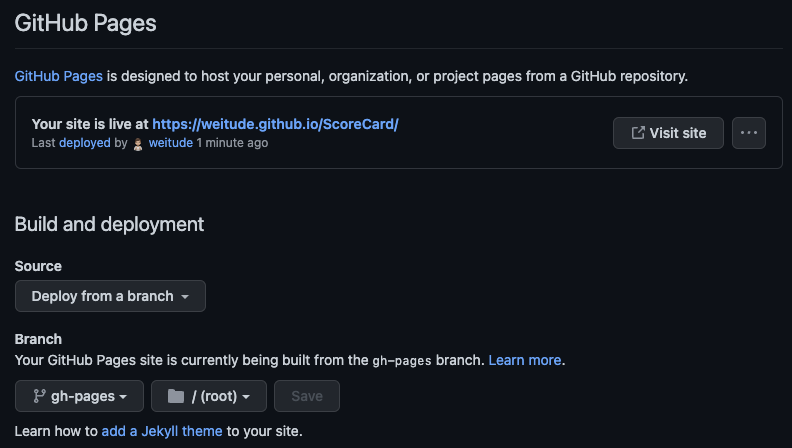 GitHub Pages
GitHub Pages is designed to host your personal, organization, or project pages from a GitHub repository.
Your site is live at https://weitude.github.io/ScoreCard/
Visit site
Last deployed by weitude 1 minute ago
Build and deployment
Source
Deploy from a branch
Branch
Your GitHub Pages site is currently being built from the gh-pages branch. Learn more.
gh-pages / (root) Save
Learn how to add a Jekyll theme to your site.